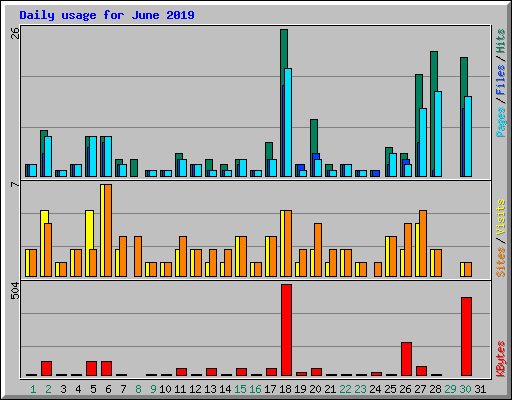 Daily usage for June 2019
26
Pages / Files / Hits
7
Sites / Visits
504
KBytes
1 2 3 4 5 6 7 8 9 10 11 12 13 14 15 16 17 18 19 20 21 22 23 24 25 26 27 28 29 30 31